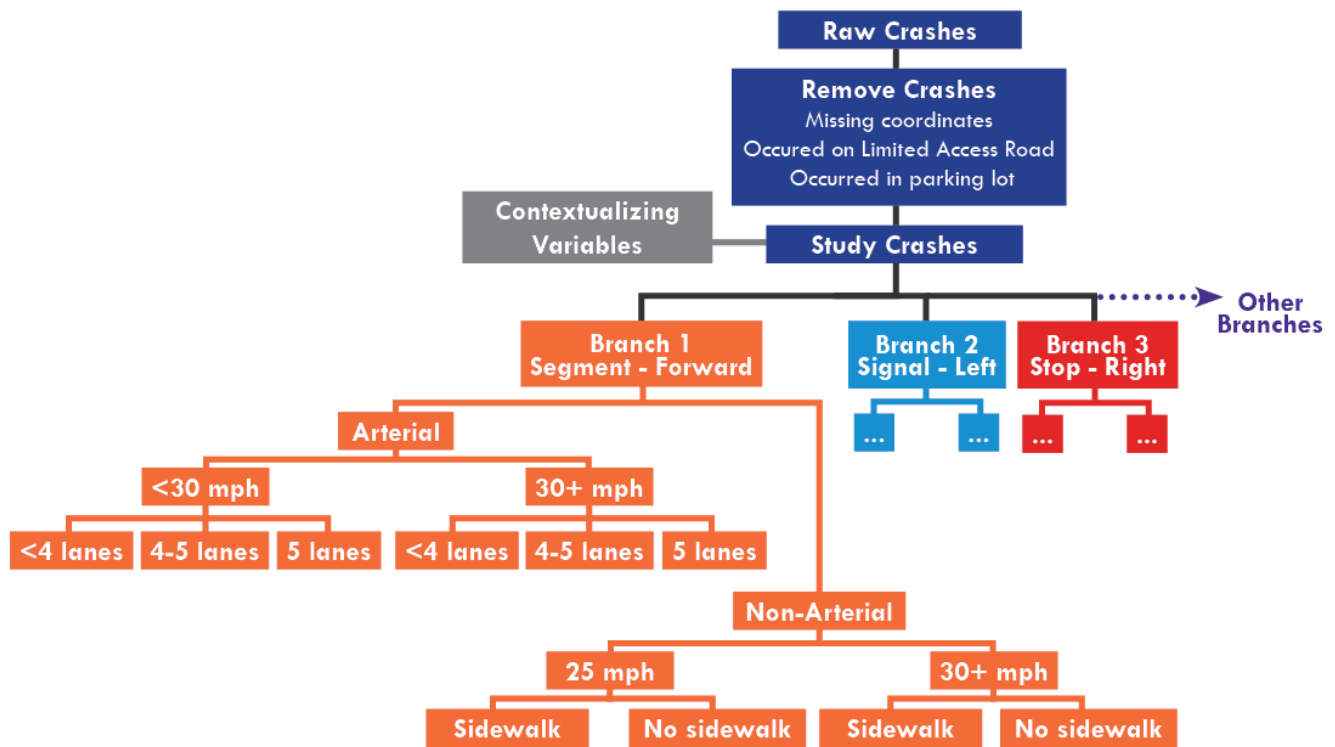 Raw Crashes
Remove Crashes
Missing coordinates
Occured on Limited Access Road
Occurred in parking lot
Contextualizing
Variables
Study Crashes
Other
Branches
Branch 1
Segment - Forward
Branch 2
Signal - Left
Branch 3
Stop - Right
...
...
...
...
Arterial
<30 mph
30+ mph
<4 lanes
4-5 lanes
5 lanes
<4 lanes
4-5 lanes
5 lanes
Non-Arterial
25 mph
30+ mph
Sidewalk
No sidewalk
Sidewalk
No sidewalk